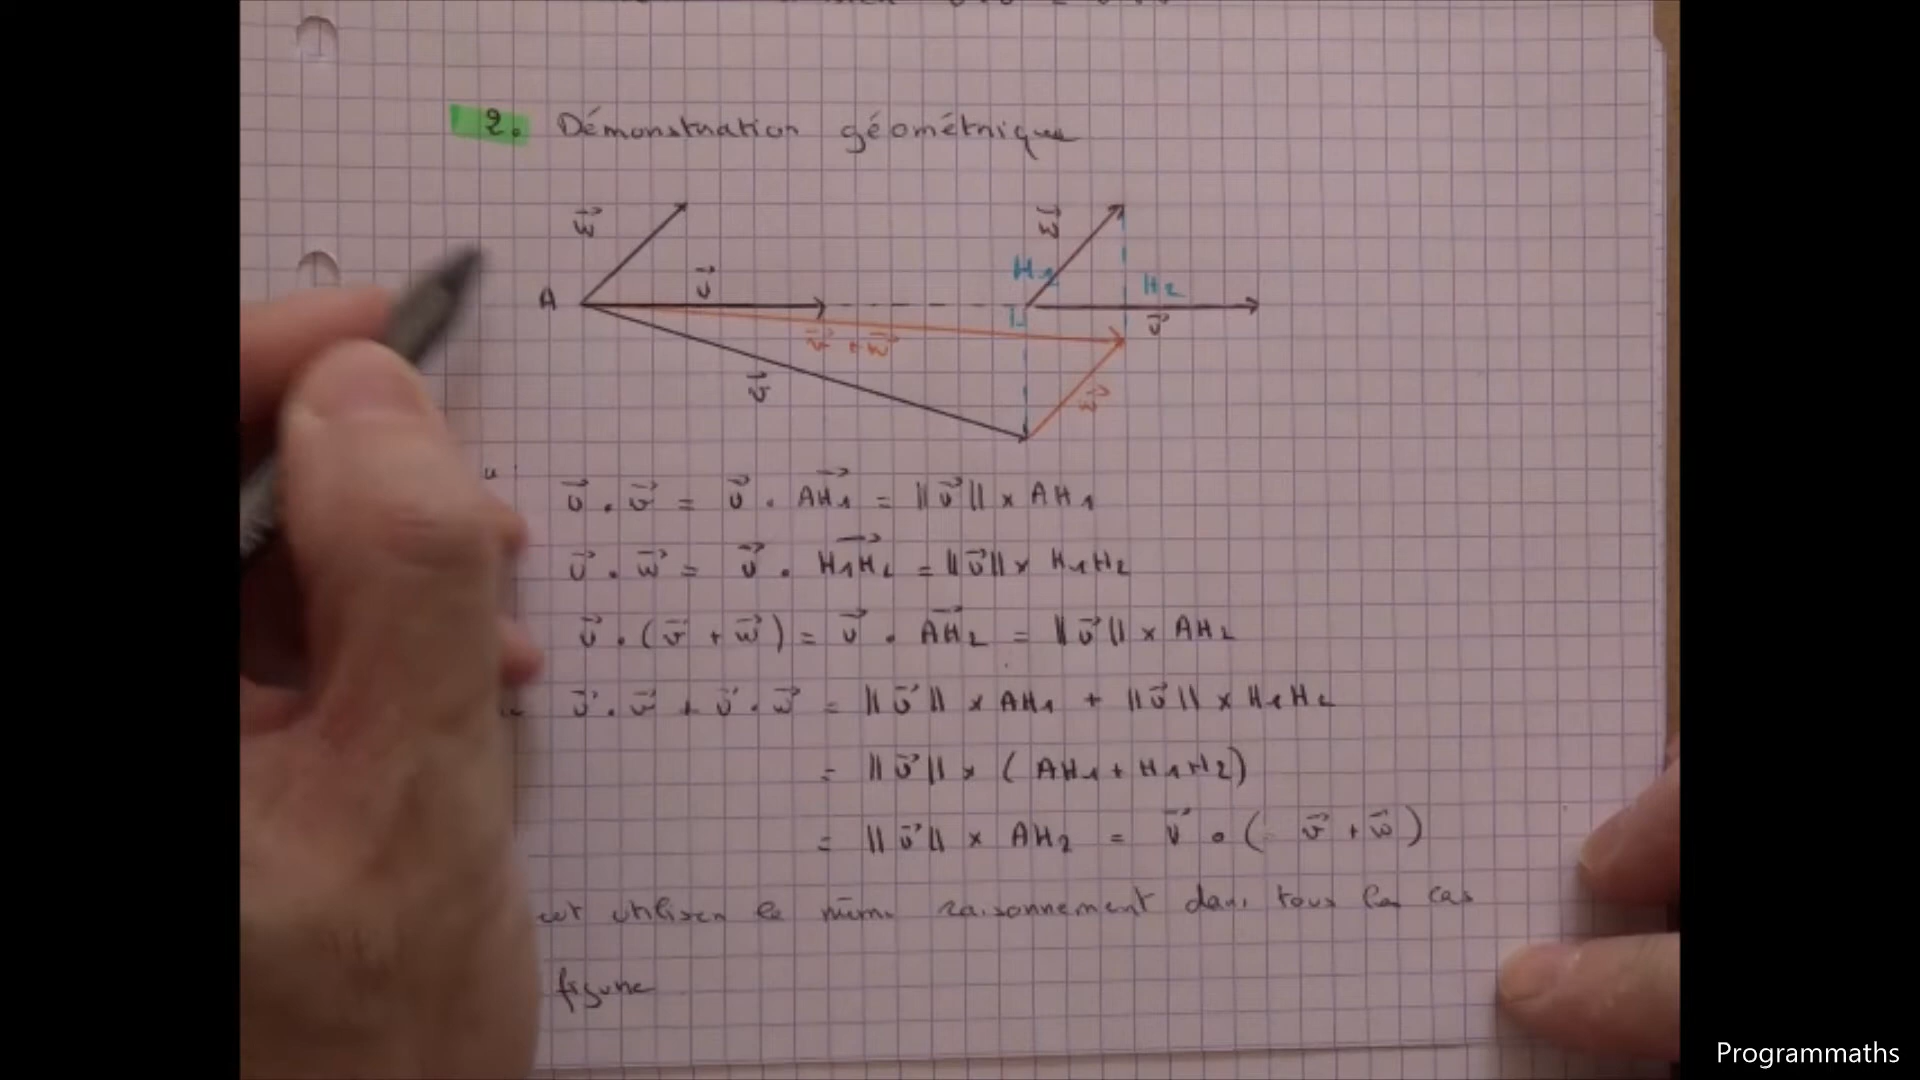 2. Démonstration géométrique
w⃗
w⃗
u⃗
H₁
H₂
A
u⃗
v⃗ + w⃗
v⃗
w⃗
u⃗ . v⃗ = u⃗ . AH₁⃗ = ||u⃗|| × AH₁
u⃗ . w⃗ = u⃗ . H₁H₂⃗ = ||u⃗|| × H₁H₂
u⃗ . (v⃗ + w⃗) = u⃗ . AH₂⃗ = ||u⃗|| × AH₂
u⃗ . v⃗ + u⃗ . w⃗ = ||u⃗|| × AH₁ + ||u⃗|| × H₁H₂
= ||u⃗|| × (AH₁ + H₁H₂)
= ||u⃗|| × AH₂ = u⃗ . (v⃗ + w⃗)
utiliser le même raisonnement dans tous les cas
figure
Programmaths